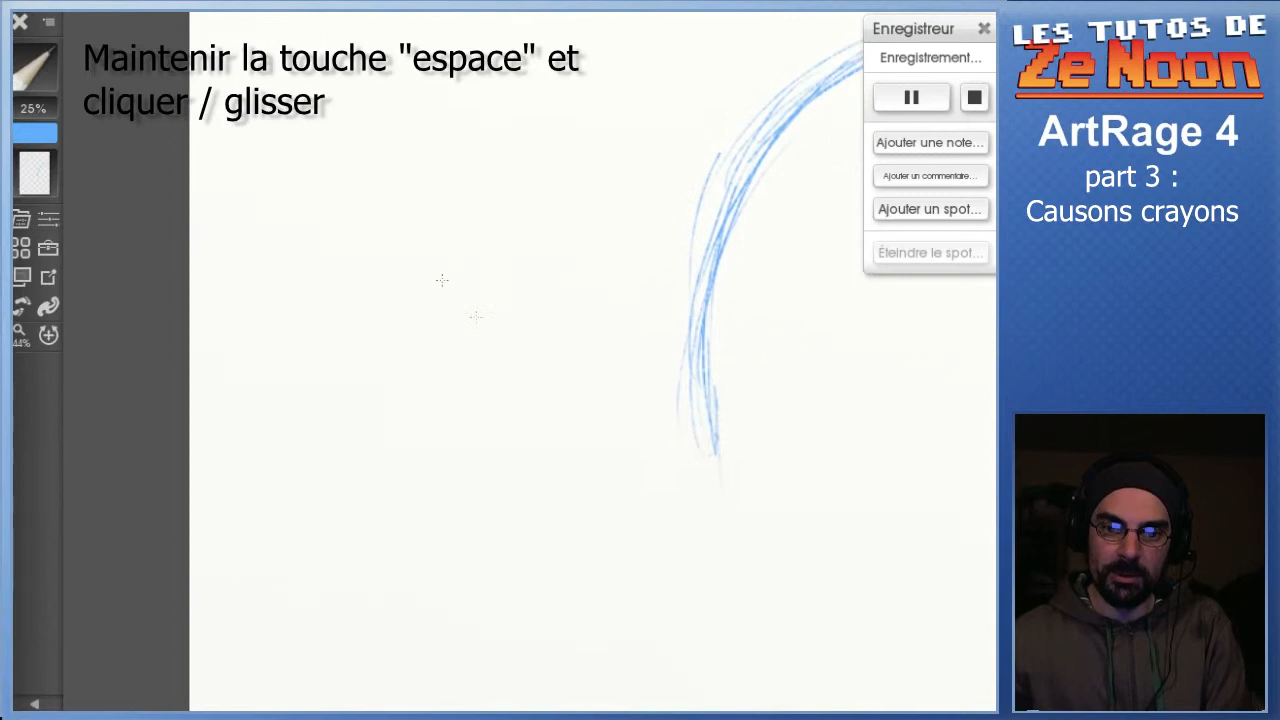 Maintenir la touche "espace" et
cliquer / glisser
25%
44%
Enregistreur
Enregistrement...
Ajouter une note...
Ajouter un commentaire...
Ajouter un spot...
Éteindre le spot...
LES TUTOS DE
Ze Noon
ArtRage 4
part 3 :
Causons crayons